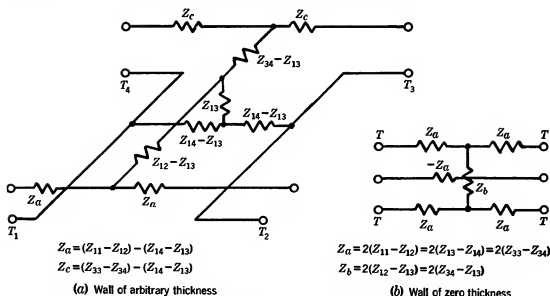 Z_c Z_c
Z_34−Z_13
T_4
T_3
Z_13
Z_14−Z_13
Z_14−Z_13
Z_12−Z_13
Z_a
Z_a
T_1
T_2
Z_a=(Z_11−Z_12)−(Z_14−Z_13)
Z_c=(Z_33−Z_34)−(Z_14−Z_13)
(a) Wall of arbitrary thickness
T Z_a Z_a T
−Z_a
Z_b
T Z_a Z_a T
Z_a=2(Z_11−Z_12)=2(Z_13−Z_14)=2(Z_33−Z_34)
Z_b=2(Z_12−Z_13)=2(Z_34−Z_13)
(b) Wall of zero thickness